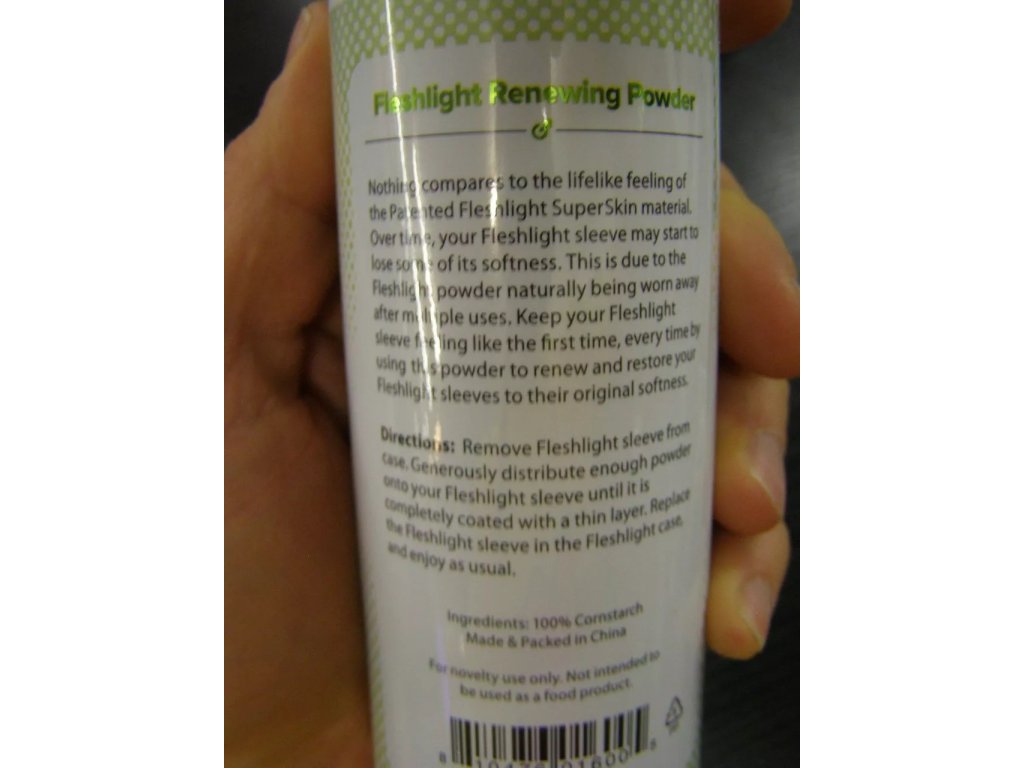 Fleshlight Renewing Powder
Nothing compares to the lifelike feeling of
the Patented Fleshlight SuperSkin material.
Over time, your Fleshlight sleeve may start to
lose some of its softness. This is due to the
Fleshlight powder naturally being worn away
after multiple uses. Keep your Fleshlight
sleeve feeling like the first time, every time by
using this powder to renew and restore your
Fleshlight sleeves to their original softness.
Directions: Remove Fleshlight sleeve from
case. Generously distribute enough powder
onto your Fleshlight sleeve until it is
completely coated with a thin layer. Replace
the Fleshlight sleeve in the Fleshlight case,
and enjoy as usual.
Ingredients: 100% Cornstarch
Made & Packed in China
For novelty use only. Not intended to
be used as a food product.